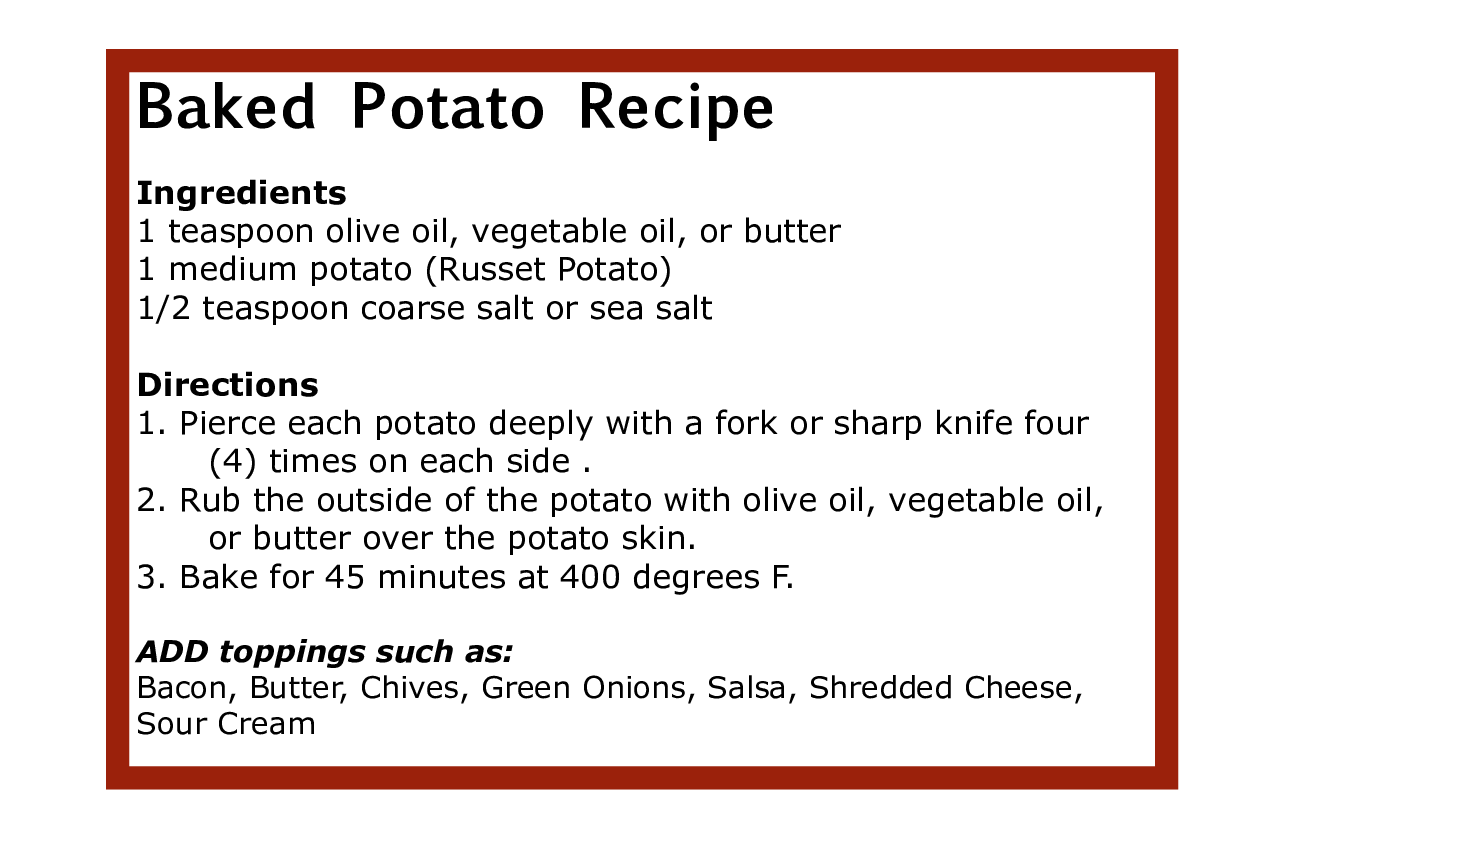 Baked Potato Recipe
Ingredients
1 teaspoon olive oil, vegetable oil, or butter
1 medium potato (Russet Potato)
1/2 teaspoon coarse salt or sea salt
Directions
1. Pierce each potato deeply with a fork or sharp knife four
(4) times on each side .
2. Rub the outside of the potato with olive oil, vegetable oil,
or butter over the potato skin.
3. Bake for 45 minutes at 400 degrees F.
ADD toppings such as:
Bacon, Butter, Chives, Green Onions, Salsa, Shredded Cheese,
Sour Cream